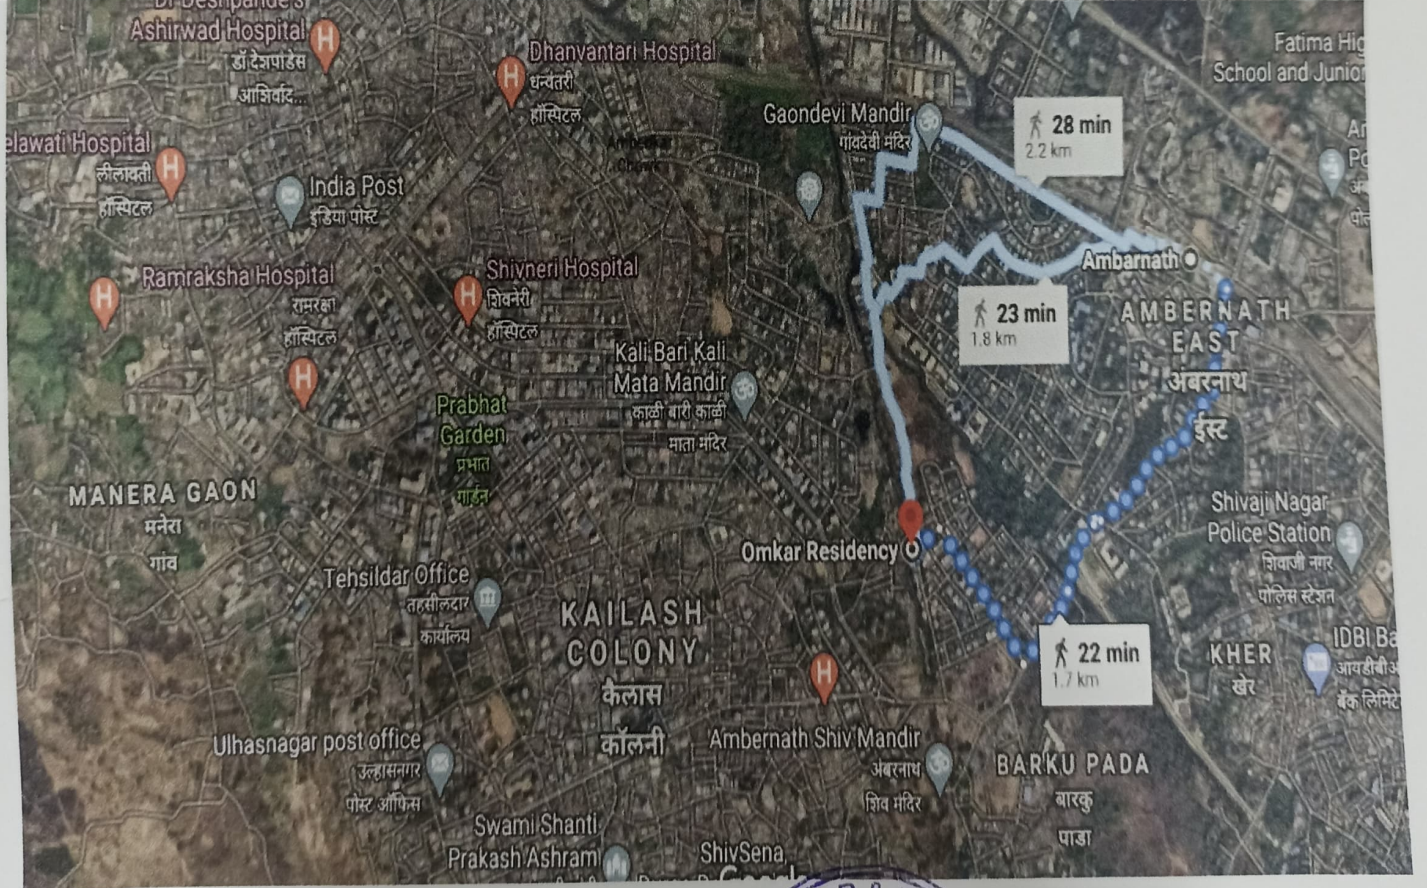 Ashirwad Hospital
डॉ देशपांडेस
आशिर्वाद...
Dhanvantari Hospital
धन्वंतरी
हॉस्पिटल
elawati Hospital
लीलावती
हॉस्पिटल
India Post
इंडिया पोस्ट
Gaondevi Mandir
गांवदेवी मंदिर
28 min
2.2 km
Fatima Hig
School and Junior
Ramraksha Hospital
रामरक्षा
हॉस्पिटल
Shivneri Hospital
शिवनेरी
हॉस्पिटल
Ambarnath
23 min
1.8 km
AMBERNATH
EAST
अंबरनाथ
ईस्ट
Kali Bari Kali
Mata Mandir
काळी बारी काळी
माता मंदिर
Prabhat
Garden
प्रभात
गार्डन
MANERA GAON
मनेरा
गांव
Shivaji Nagar
Police Station
शिवाजी नगर
पोलिस स्टेशन
Omkar Residency
Tehsildar Office
तहसीलदार
कार्यालय
KAILASH
COLONY
कैलास
कॉलनी
22 min
1.7 km
KHER
खेर
IDBI Ba
आयडीबीअ
बँक लिमिटे
Ulhasnagar post office
उल्हासनगर
पोस्ट ऑफिस
Ambernath Shiv Mandir
अंबरनाथ
शिव मंदिर
BARKU PADA
बारकु
पाडा
Swami Shanti
Prakash Ashram
ShivSena,
Google